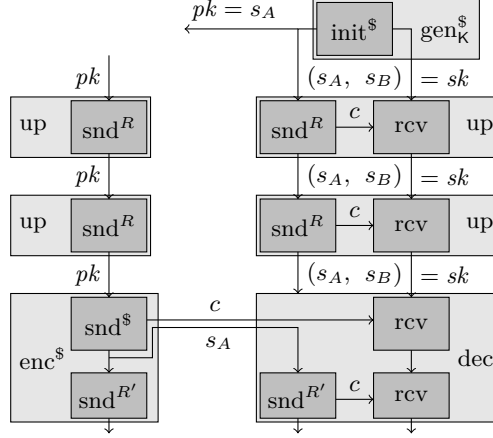 pk = s_A init^$ gen_K^$
pk (s_A, s_B) = sk
up snd^R snd^R c rcv up
pk (s_A, s_B) = sk
up snd^R snd^R c rcv up
pk (s_A, s_B) = sk
snd^$ c rcv
enc^$ s_A dec
snd^{R'} snd^{R'} c rcv